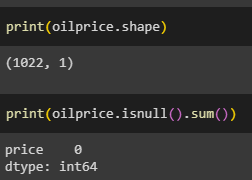 print(oilprice.shape)
(1022, 1)
print(oilprice.isnull().sum())
price    0
dtype: int64